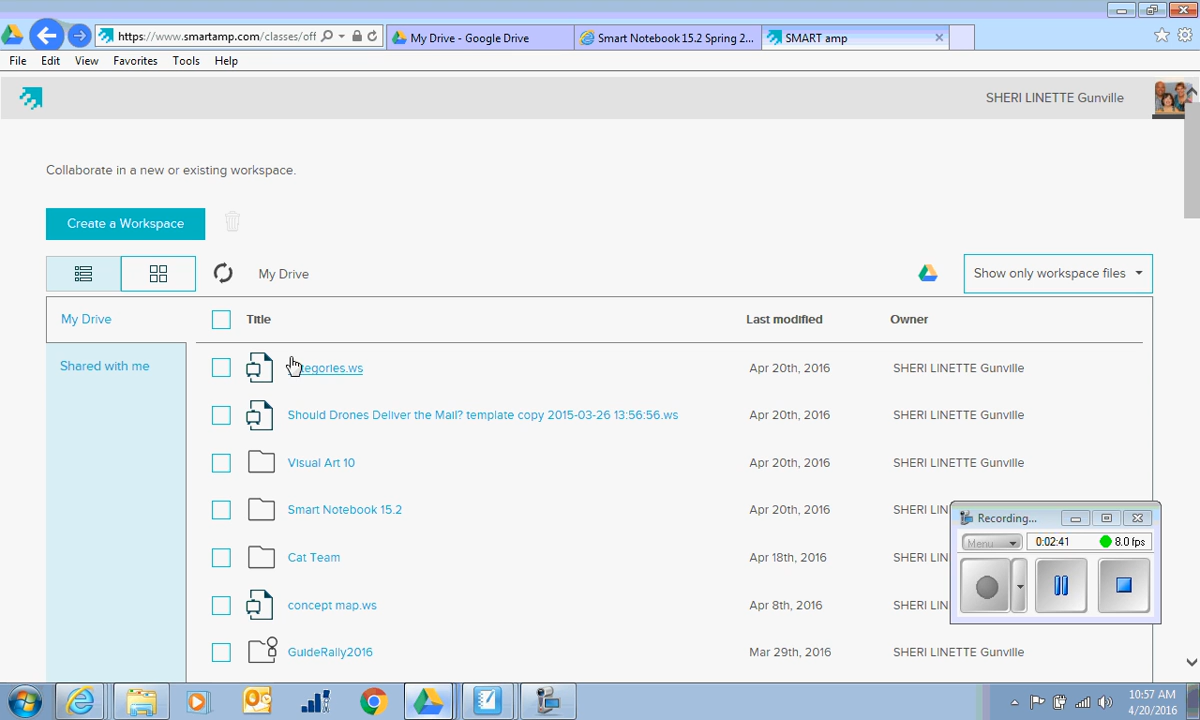 https://www.smartamp.com/classes/off
My Drive - Google Drive
Smart Notebook 15.2 Spring 2...
SMART amp
File Edit View Favorites Tools Help
SHERI LINETTE Gunville
Collaborate in a new or existing workspace.
Create a Workspace
My Drive
Show only workspace files
My Drive
Title Last modified Owner
Shared with me
tegories.ws Apr 20th, 2016 SHERI LINETTE Gunville
Should Drones Deliver the Mail? template copy 2015-03-26 13:56:56.ws Apr 20th, 2016 SHERI LINETTE Gunville
Visual Art 10 Apr 20th, 2016 SHERI LINETTE Gunville
Smart Notebook 15.2 Apr 20th, 2016 SHERI LIN
Recording...
Menu 0:02:41 8.0 fps
Cat Team Apr 18th, 2016 SHERI LIN
concept map.ws Apr 8th, 2016 SHERI LIN
GuideRally2016 Mar 29th, 2016 SHERI LINETTE Gunville
10:57 AM
4/20/2016